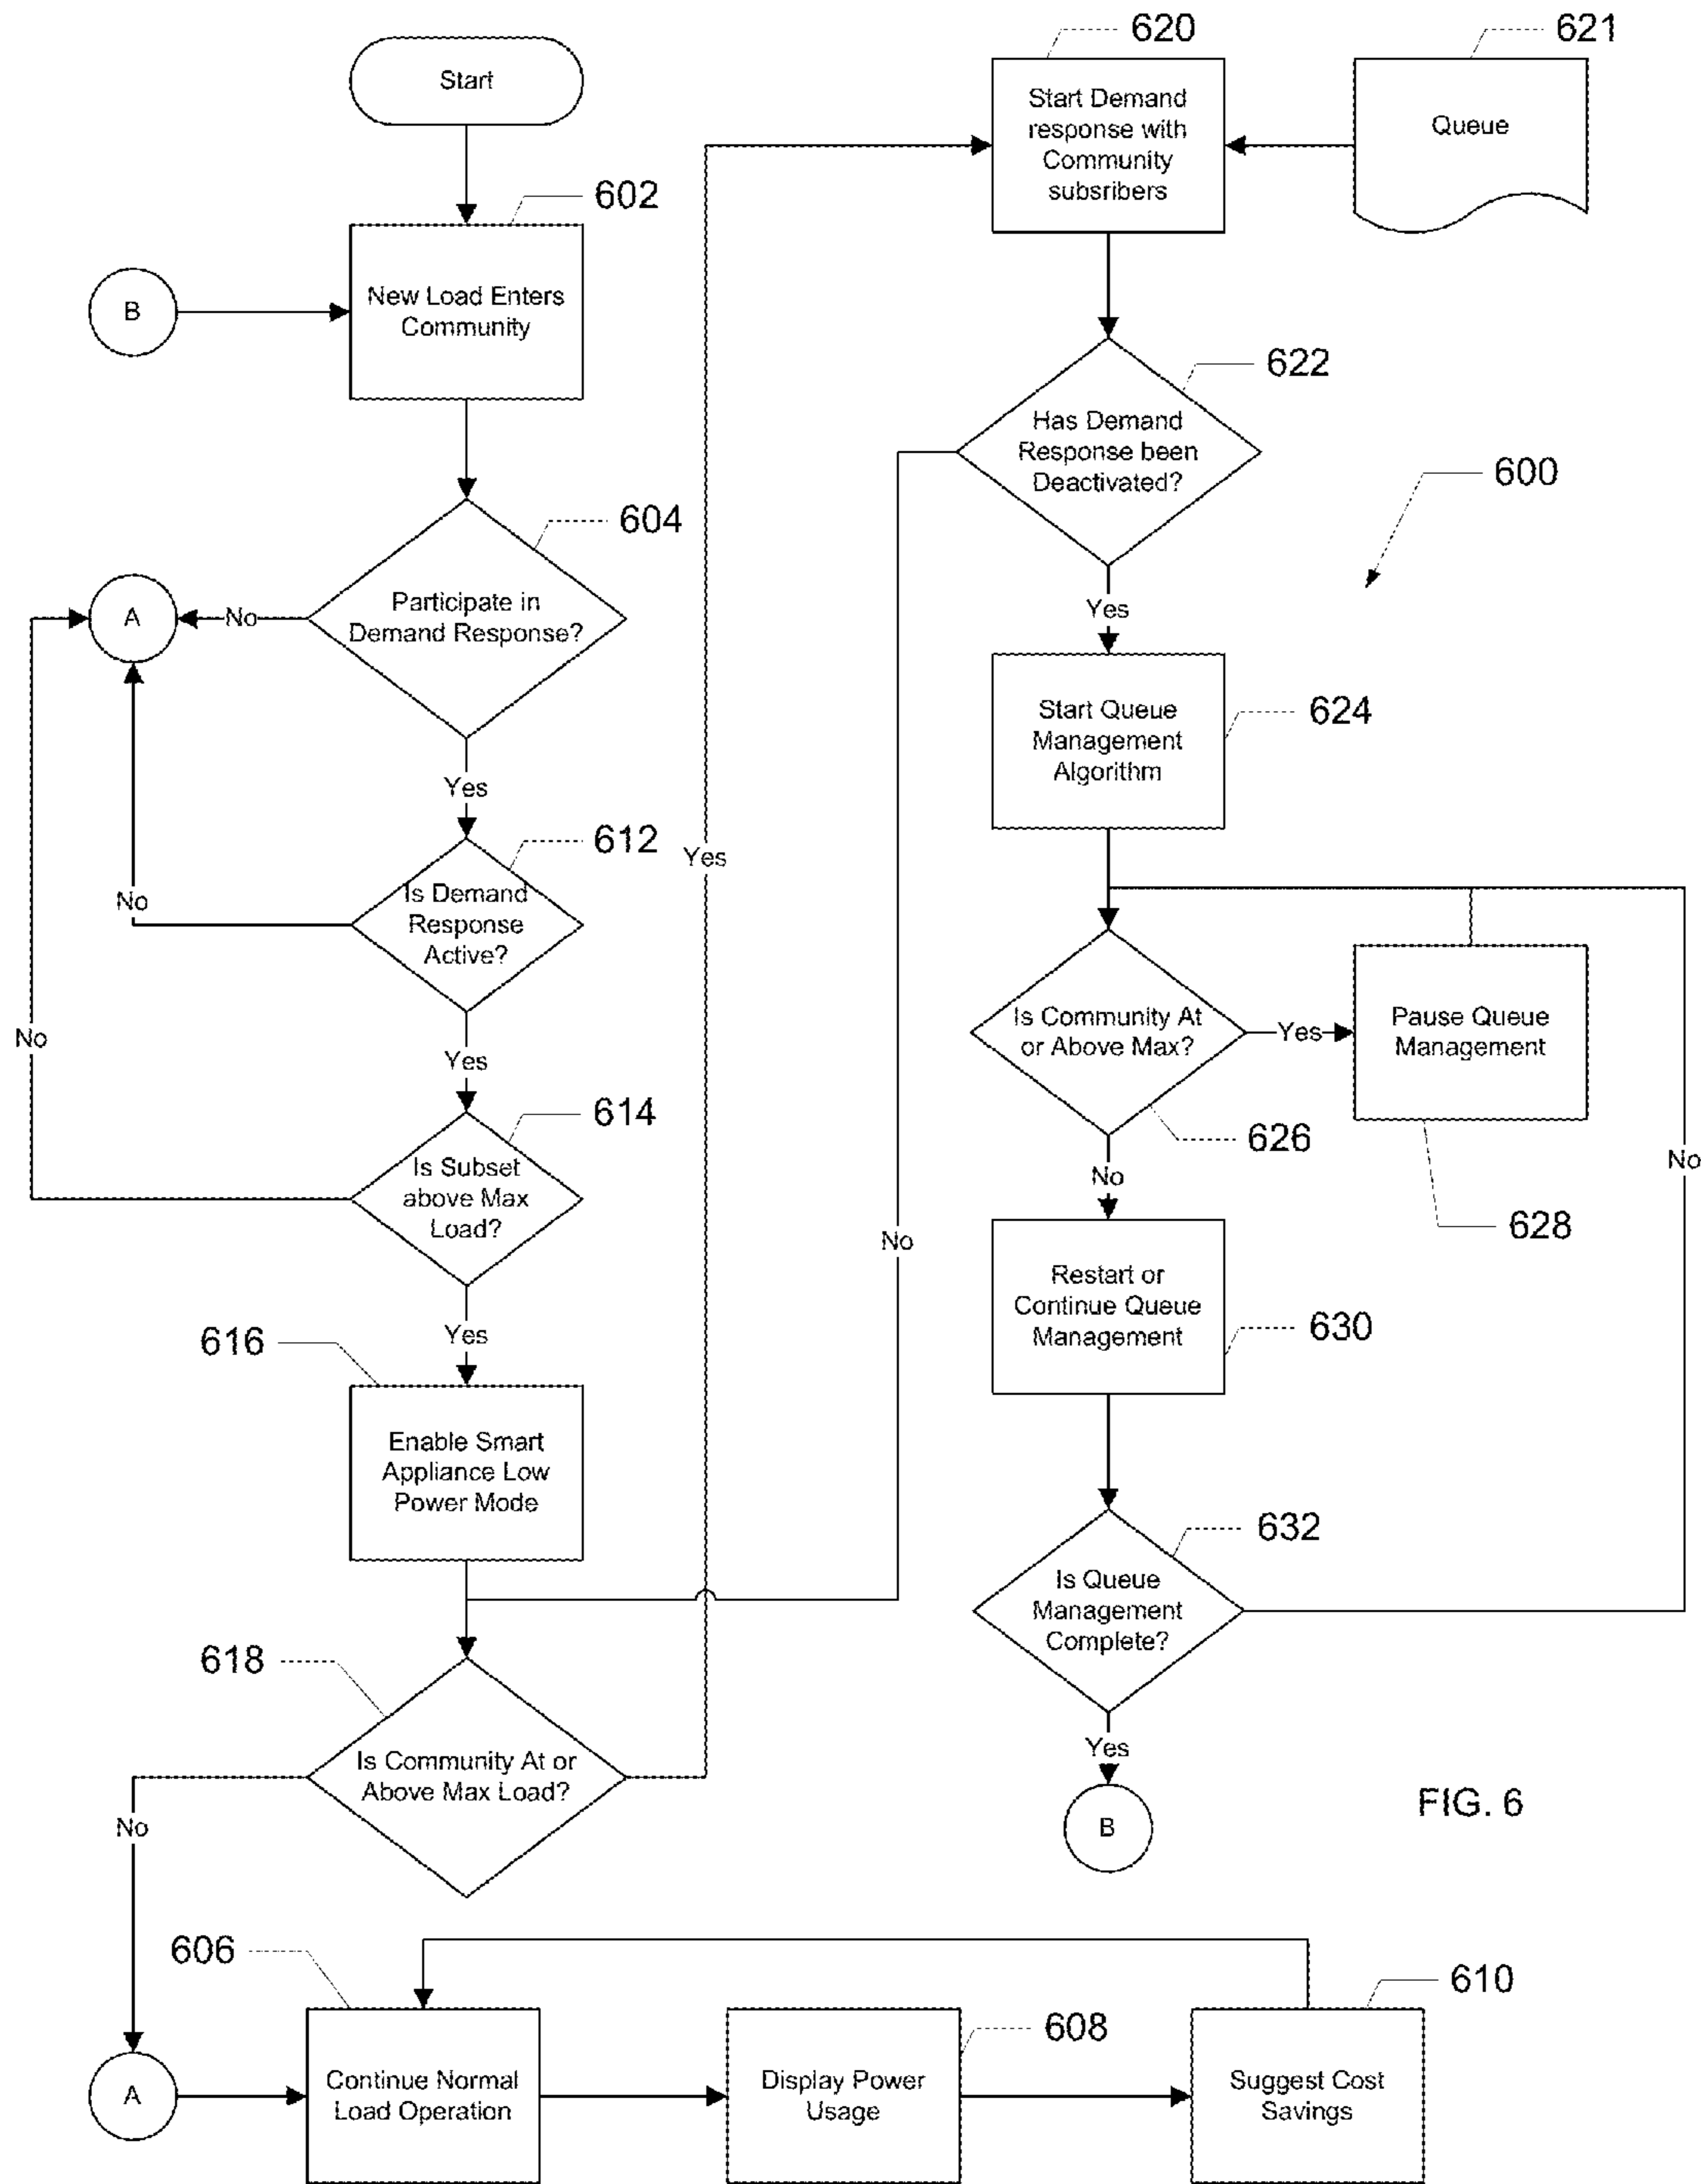 Start
602
B
New Load Enters
Community
604
A
No
Participate in
Demand Response?
Yes
612
No
Is Demand
Response
Active?
Yes
No
614
Is Subset
above Max
Load?
Yes
616
Enable Smart
Appliance Low
Power Mode
618
Is Community At or
Above Max Load?
No
Yes
620
Start Demand
response with
Community
subsribers
621
Queue
622
Has Demand
Response been
Deactivated?
600
No
Yes
624
Start Queue
Management
Algorithm
Is Community At
or Above Max?
Yes
Pause Queue
Management
626
628
No
No
Restart or
Continue Queue
Management
630
632
Is Queue
Management
Complete?
Yes
B
FIG. 6
606
610
608
A
Continue Normal
Load Operation
Display Power
Usage
Suggest Cost
Savings